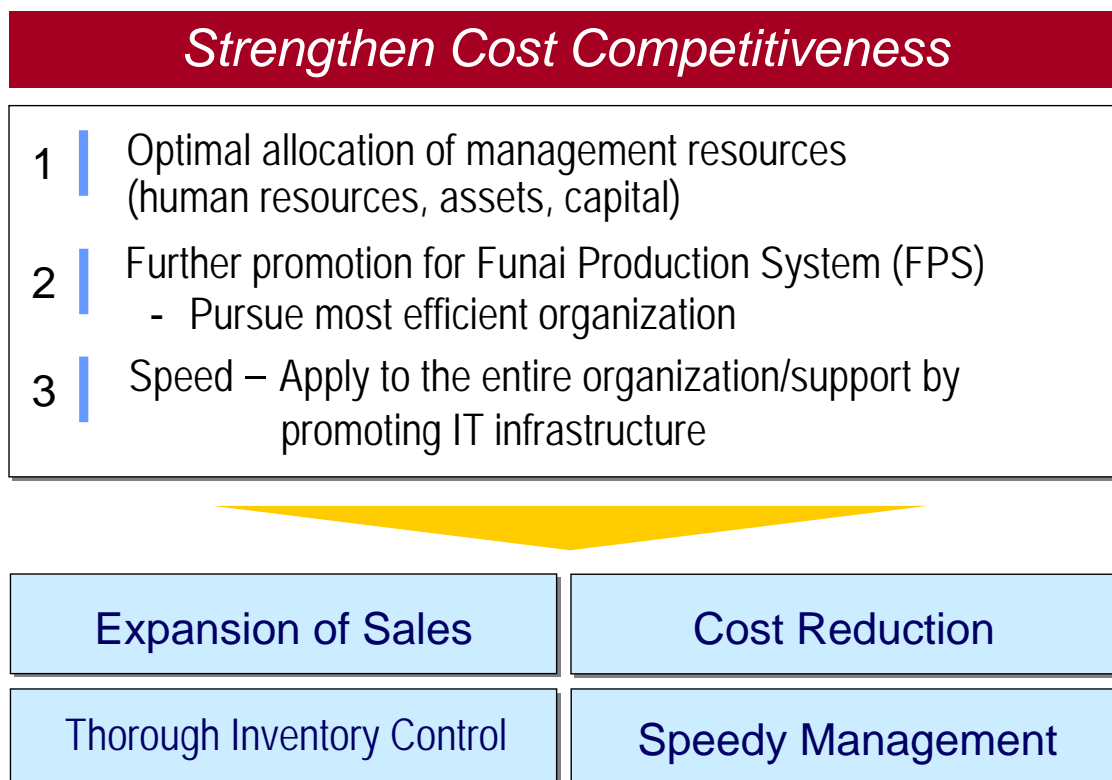 Strengthen Cost Competitiveness
1 Optimal allocation of management resources
(human resources, assets, capital)
2 Further promotion for Funai Production System (FPS)
- Pursue most efficient organization
3 Speed – Apply to the entire organization/support by
promoting IT infrastructure
Expansion of Sales
Cost Reduction
Thorough Inventory Control
Speedy Management